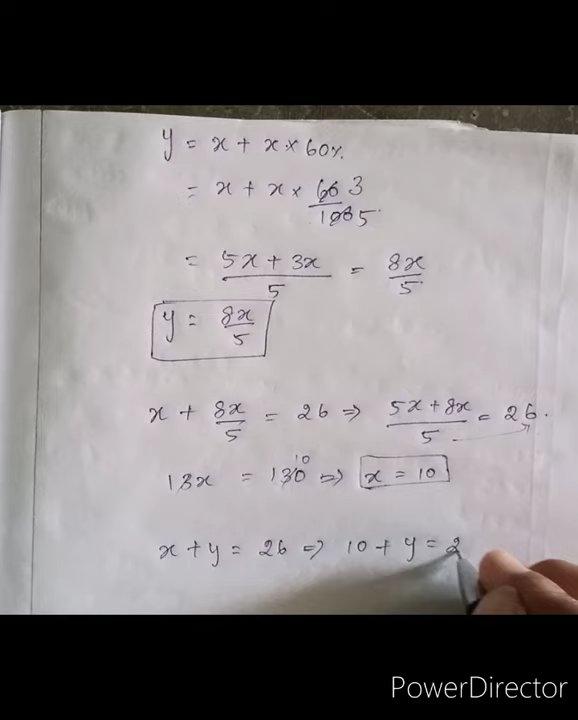 y = x + x × 60%.
= x + x × 60/100 3/5
= 5x + 3x / 5 = 8x / 5
y = 8x / 5
x + 8x / 5 = 26 ⇒ 5x + 8x / 5 = 26.
13x = 130 10 ⇒ x = 10
x + y = 26 ⇒ 10 + y = 2
PowerDirector